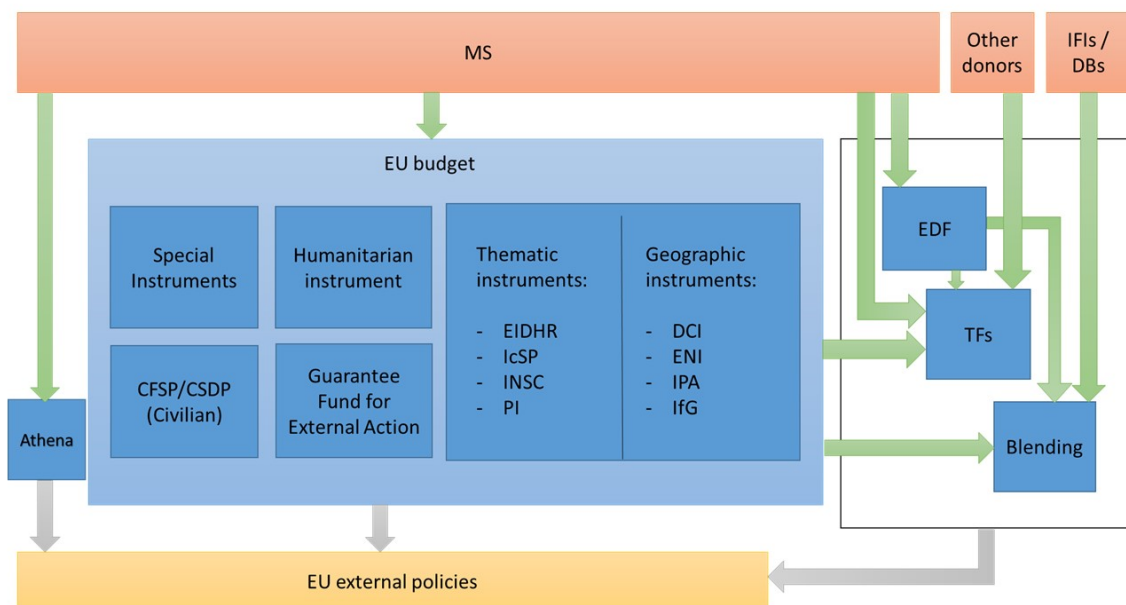 MS
Other
donors
IFIs /
DBs
EU budget
Special
Instruments
Humanitarian
instrument
Thematic
instruments:
- EIDHR
- IcSP
- INSC
- PI
Geographic
instruments:
- DCI
- ENI
- IPA
- IfG
CFSP/CSDP
(Civilian)
Guarantee
Fund for
External Action
Athena
EDF
TFs
Blending
EU external policies